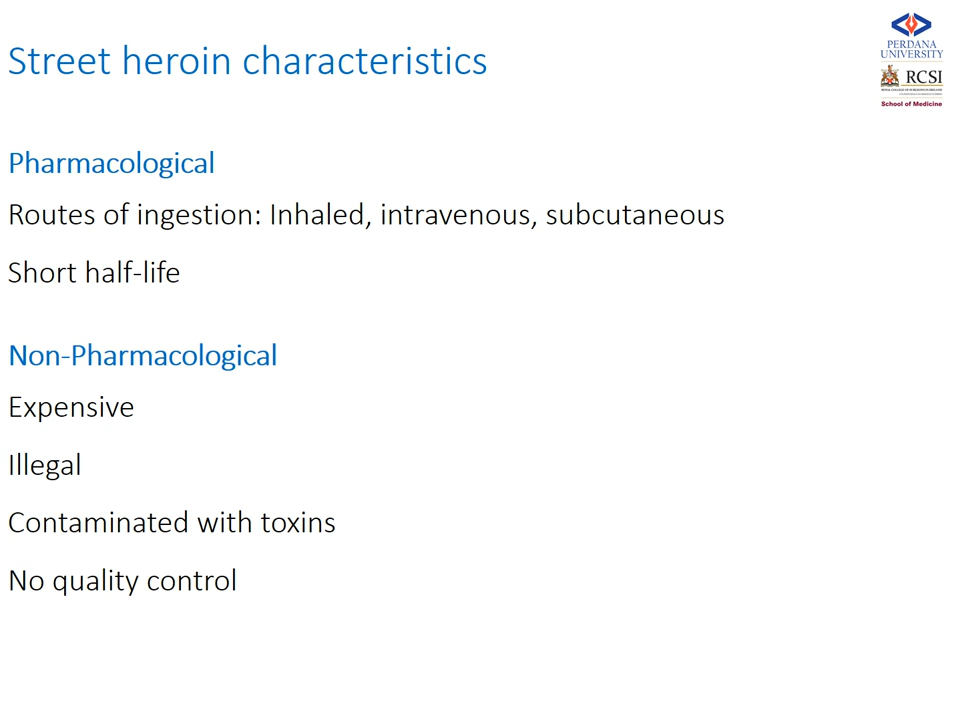 Street heroin characteristics
PERDANA
UNIVERSITY
RCSI
School of Medicine
Pharmacological
Routes of ingestion: Inhaled, intravenous, subcutaneous
Short half-life
Non-Pharmacological
Expensive
Illegal
Contaminated with toxins
No quality control